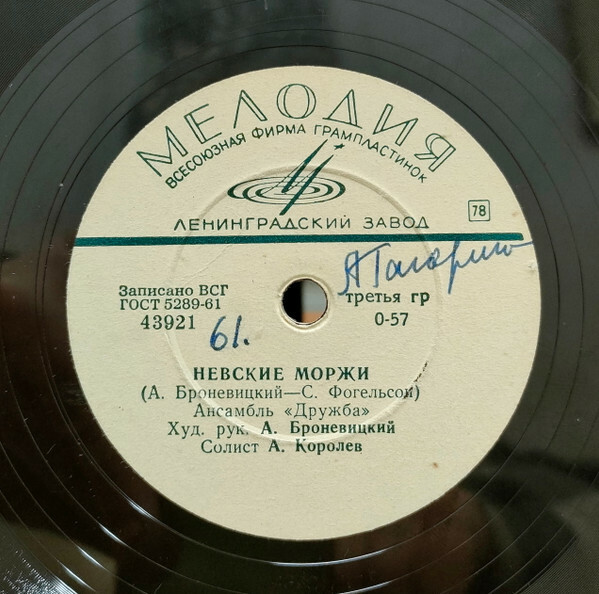 МЕЛОДИЯ
ВСЕСОЮЗНАЯ ФИРМА ГРАМПЛАСТИНОК
ЛЕНИНГРАДСКИЙ ЗАВОД
78
Записано ВСГ
ГОСТ 5289-61
43921
третья гр
0-57
61.
НЕВСКИЕ МОРЖИ
(А. Броневицкий—С. Фогельсон)
Ансамбль «Дружба»
Худ. рук. А. Броневицкий
Солист А. Королев